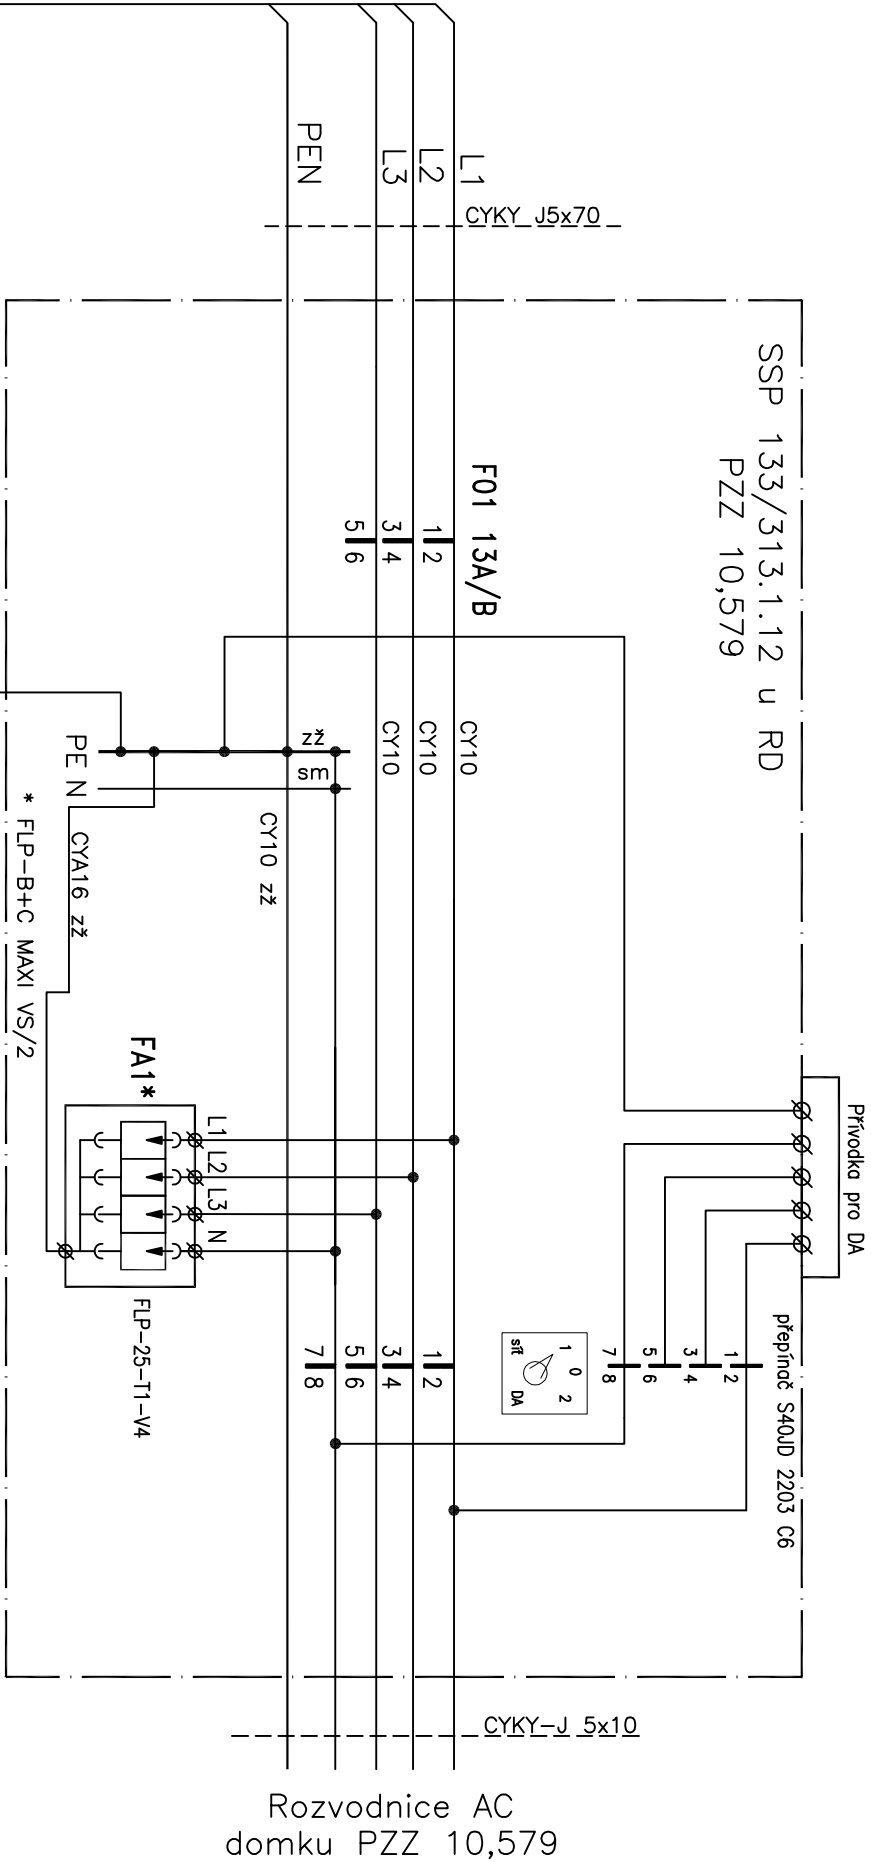 PEN
L3
L2
L1
CYKY J5x70
SSP 133/313.1.12 u RD
PZZ 10,579
F01 13A/B
1 2
3 4
5 6
CY10
CY10
CY10
zž
sm
PE N
CY10 zž
CYA16 zž
* FLP-B+C MAXI VS/2
FA1*
L1
L2
L3
N
FLP-25-T1-V4
Přívodka pro DA
přepínač S40JD 2203 C6
1 2
3 4
5 6
7 8
1 0 2
síť DA
1 2
3 4
5 6
7 8
CYKY-J 5x10
Rozvodnice AC
domku PZZ 10,579